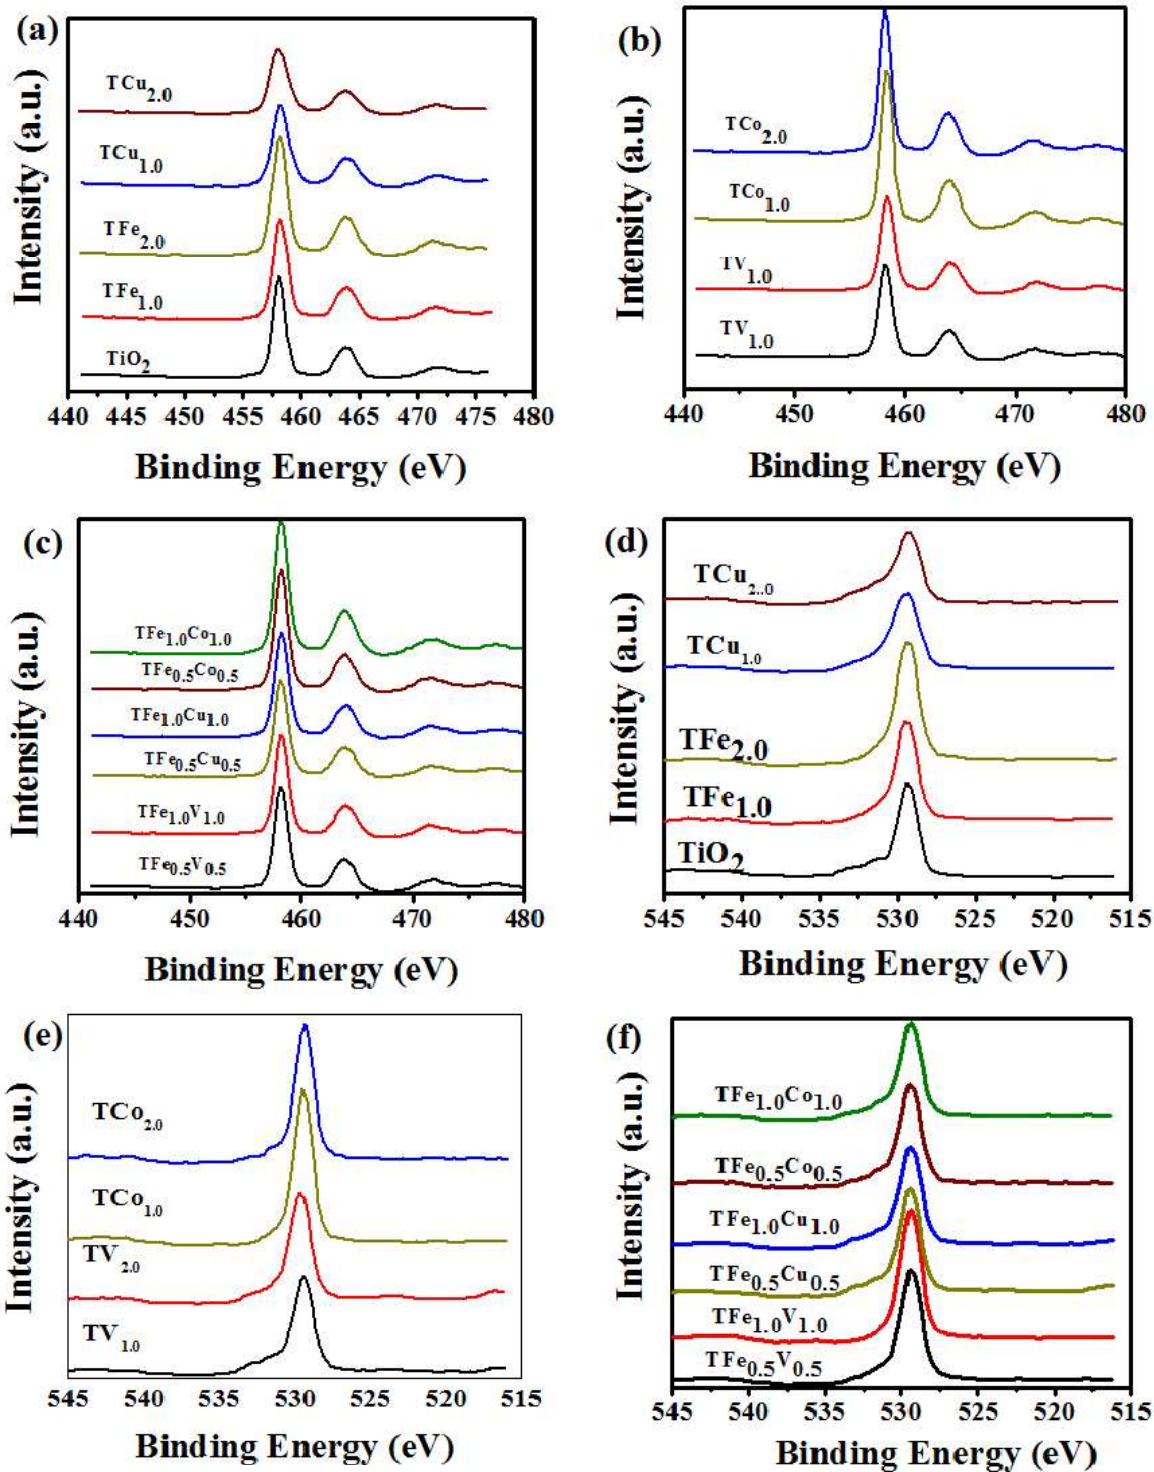 (a)
Intensity (a.u.)
TCu2.0
TCu1.0
TFe2.0
TFe1.0
TiO2
440 445 450 455 460 465 470 475 480
Binding Energy (eV)
(b)
Intensity (a.u.)
TCo2.0
TCo1.0
TV1.0
TV1.0
440 450 460 470 480
Binding Energy (eV)
(c)
Intensity (a.u.)
TFe1.0Co1.0
TFe0.5Co0.5
TFe1.0Cu1.0
TFe0.5Cu0.5
TFe1.0V1.0
TFe0.5V0.5
440 450 460 470 480
Binding Energy (eV)
(d)
Intensity (a.u.)
TCu2..0
TCu1.0
TFe2.0
TFe1.0
TiO2
545 540 535 530 525 520 515
Binding Energy (eV)
(e)
Intensity (a.u.)
TCo2.0
TCo1.0
TV2.0
TV1.0
545 540 535 530 525 520 515
Binding Energy (eV)
(f)
Intensity (a.u.)
TFe1.0Co1.0
TFe0.5Co0.5
TFe1.0Cu1.0
TFe0.5Cu0.5
TFe1.0V1.0
TFe0.5V0.5
545 540 535 530 525 520 515
Binding Energy (eV)